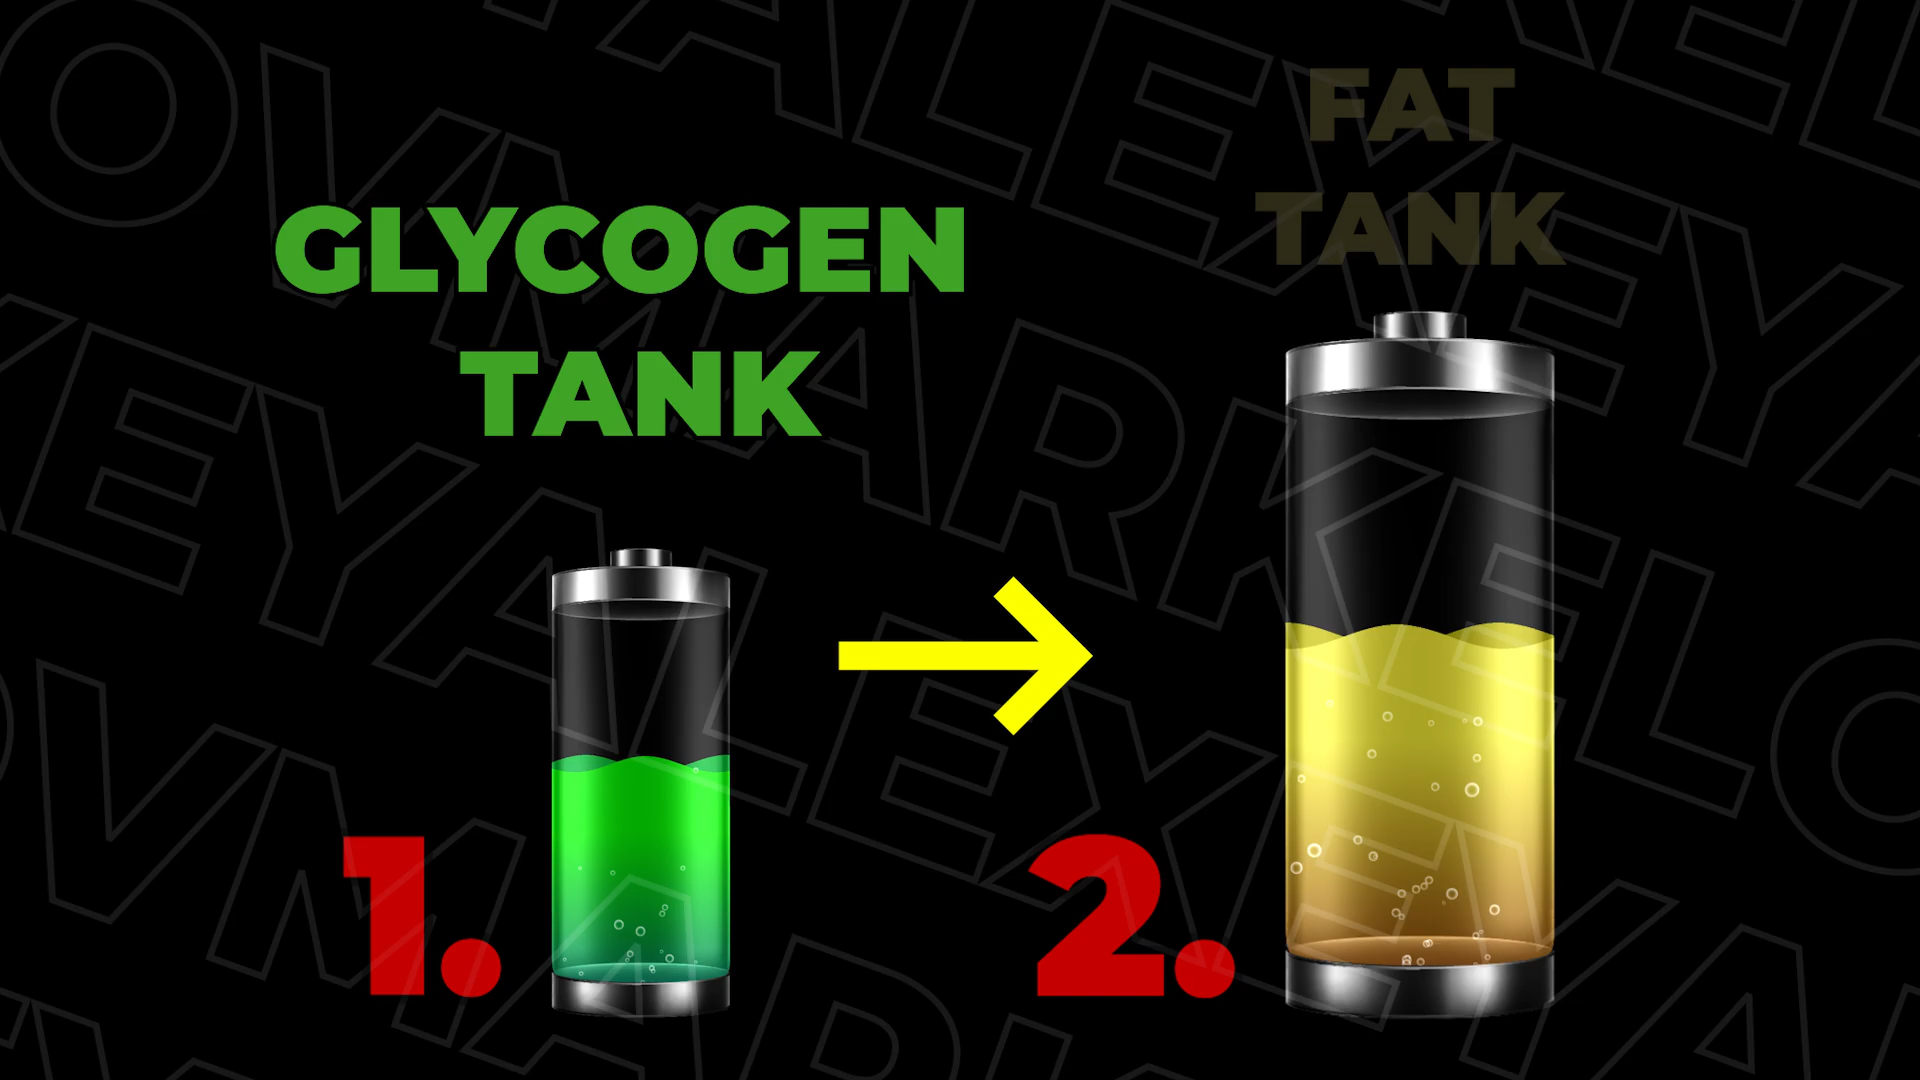 GLYCOGEN
TANK
FAT
TANK
1.
2.